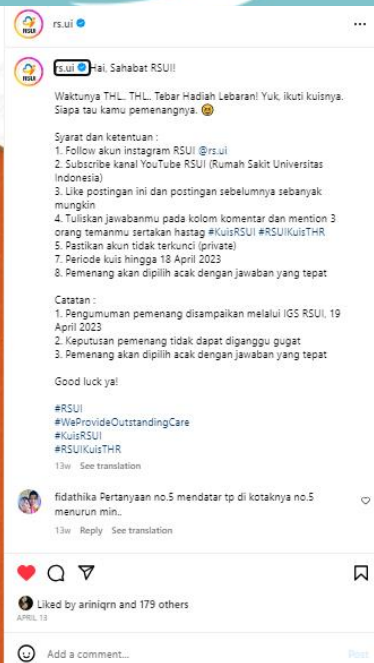 RSUI
rs.ui
RSUI
rs.ui Hai, Sahabat RSUI!
Waktunya THL.. THL.. Tebar Hadiah Lebaran! Yuk, ikuti kuisnya.
Siapa tau kamu pemenangnya. 😄
Syarat dan ketentuan :
1. Follow akun instagram RSUI @rs.ui
2. Subscribe kanal YouTube RSUI (Rumah Sakit Universitas
Indonesia)
3. Like postingan ini dan postingan sebelumnya sebanyak
mungkin
4. Tuliskan jawabanmu pada kolom komentar dan mention 3
orang temanmu sertakan hastag #KuisRSUI #RSUIKuisTHR
5. Pastikan akun tidak terkunci (private)
7. Periode kuis hingga 18 April 2023
8. Pemenang akan dipilih acak dengan jawaban yang tepat
Catatan :
1. Pengumuman pemenang disampaikan melalui IGS RSUI, 19
April 2023
2. Keputusan pemenang tidak dapat diganggu gugat
3. Pemenang akan dipilih acak dengan jawaban yang tepat
Good luck ya!
#RSUI
#WeProvideOutstandingCare
#KuisRSUI
#RSUIKuisTHR
13w See translation
fidathika Pertanyaan no.5 mendatar tp di kotaknya no.5
menurun min..
13w Reply See translation
Liked by ariniqrn and 179 others
APRIL 13
Add a comment...
Post